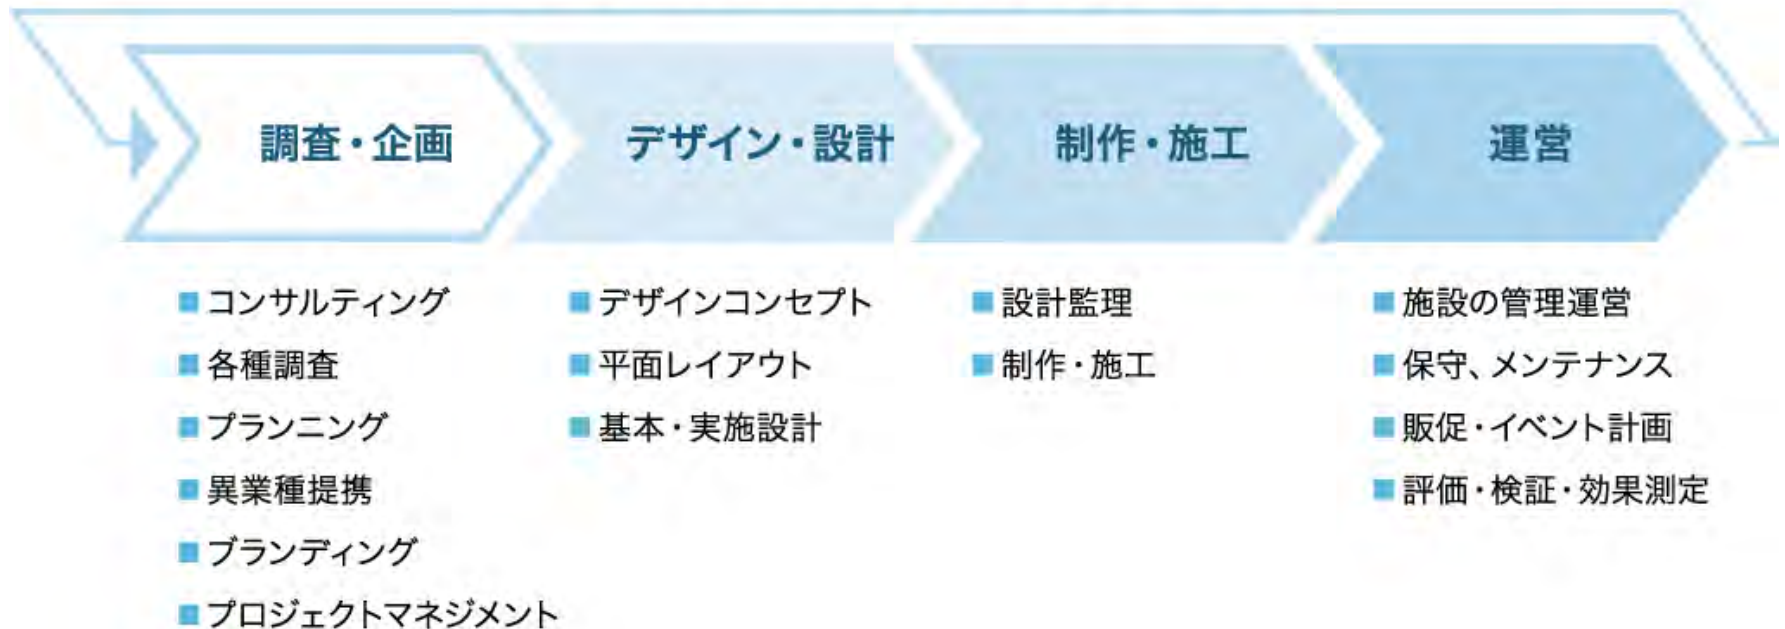 調査・企画
デザイン・設計
制作・施工
運営
■コンサルティング
■各種調査
■プランニング
■異業種提携
■ブランディング
■プロジェクトマネジメント
■デザインコンセプト
■平面レイアウト
■基本・実施設計
■設計監理
■制作・施工
■施設の管理運営
■保守、メンテナンス
■販促・イベント計画
■評価・検証・効果測定